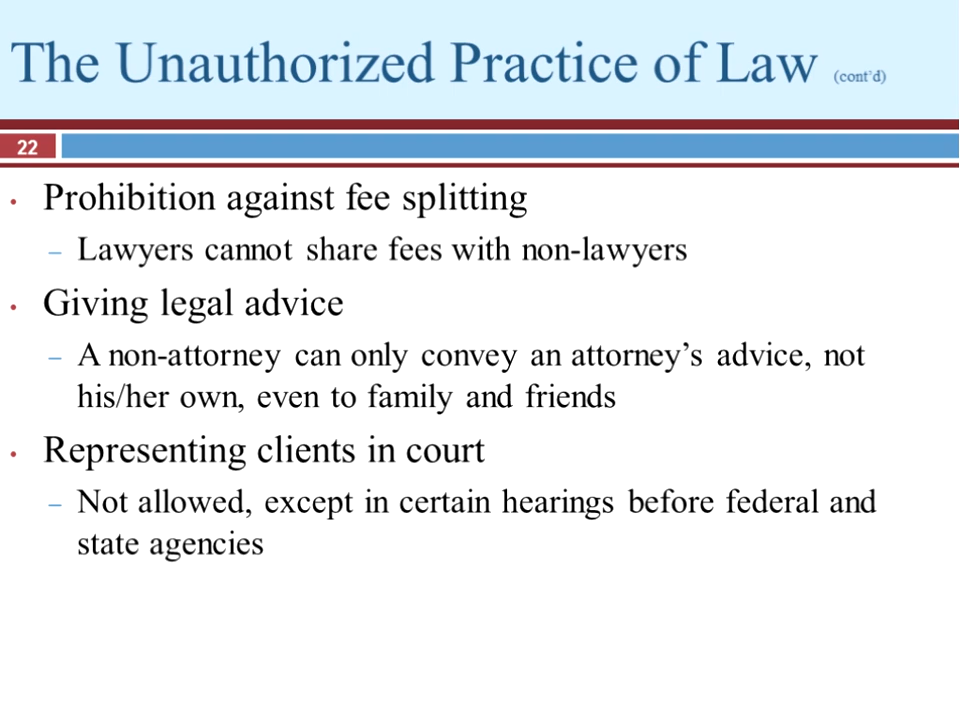 The Unauthorized Practice of Law (cont'd)
22
• Prohibition against fee splitting
– Lawyers cannot share fees with non-lawyers
• Giving legal advice
– A non-attorney can only convey an attorney’s advice, not
his/her own, even to family and friends
• Representing clients in court
– Not allowed, except in certain hearings before federal and
state agencies